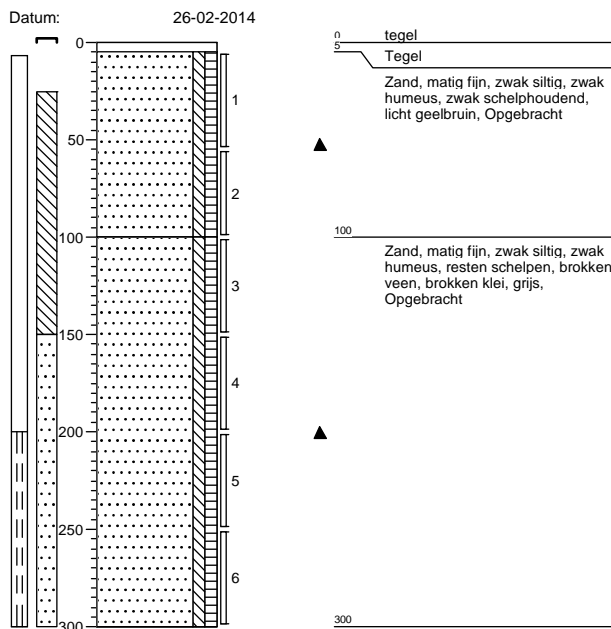 Datum: 26-02-2014
0
50
100
150
200
250
300
1
2
3
4
5
6
0 tegel
5
Tegel
Zand, matig fijn, zwak siltig, zwak
humeus, zwak schelphoudend,
licht geelbruin, Opgebracht
100
Zand, matig fijn, zwak siltig, zwak
humeus, resten schelpen, brokken
veen, brokken klei, grijs,
Opgebracht
300